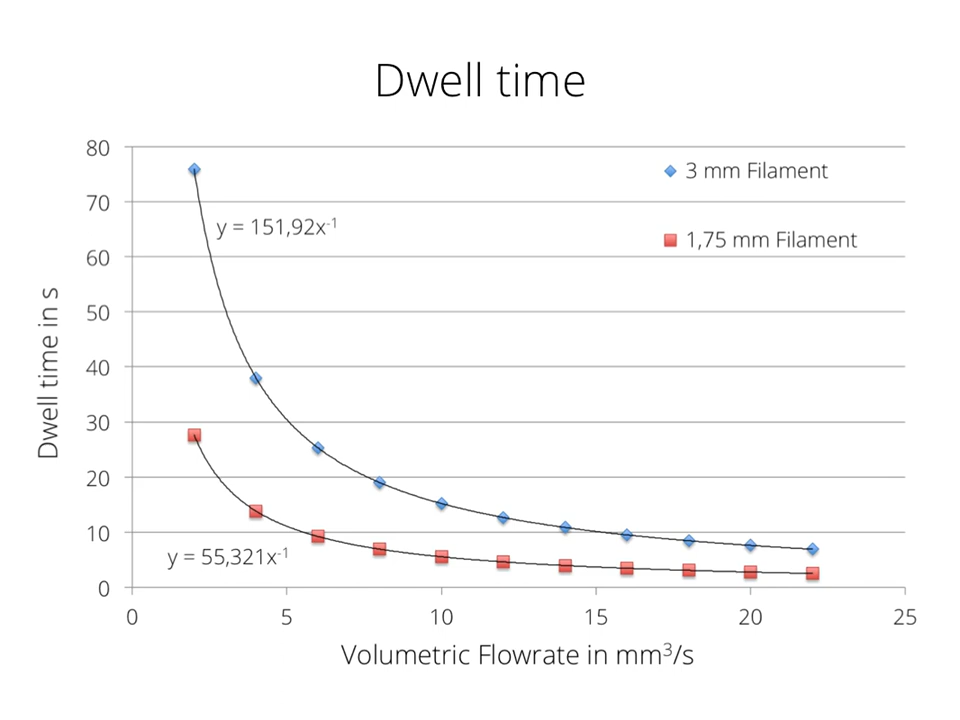 Dwell time
80
3 mm Filament
70
y = 151,92x⁻¹
1,75 mm Filament
60
50
Dwell time in s
40
30
20
10
y = 55,321x⁻¹
0
0 5 10 15 20 25
Volumetric Flowrate in mm³/s